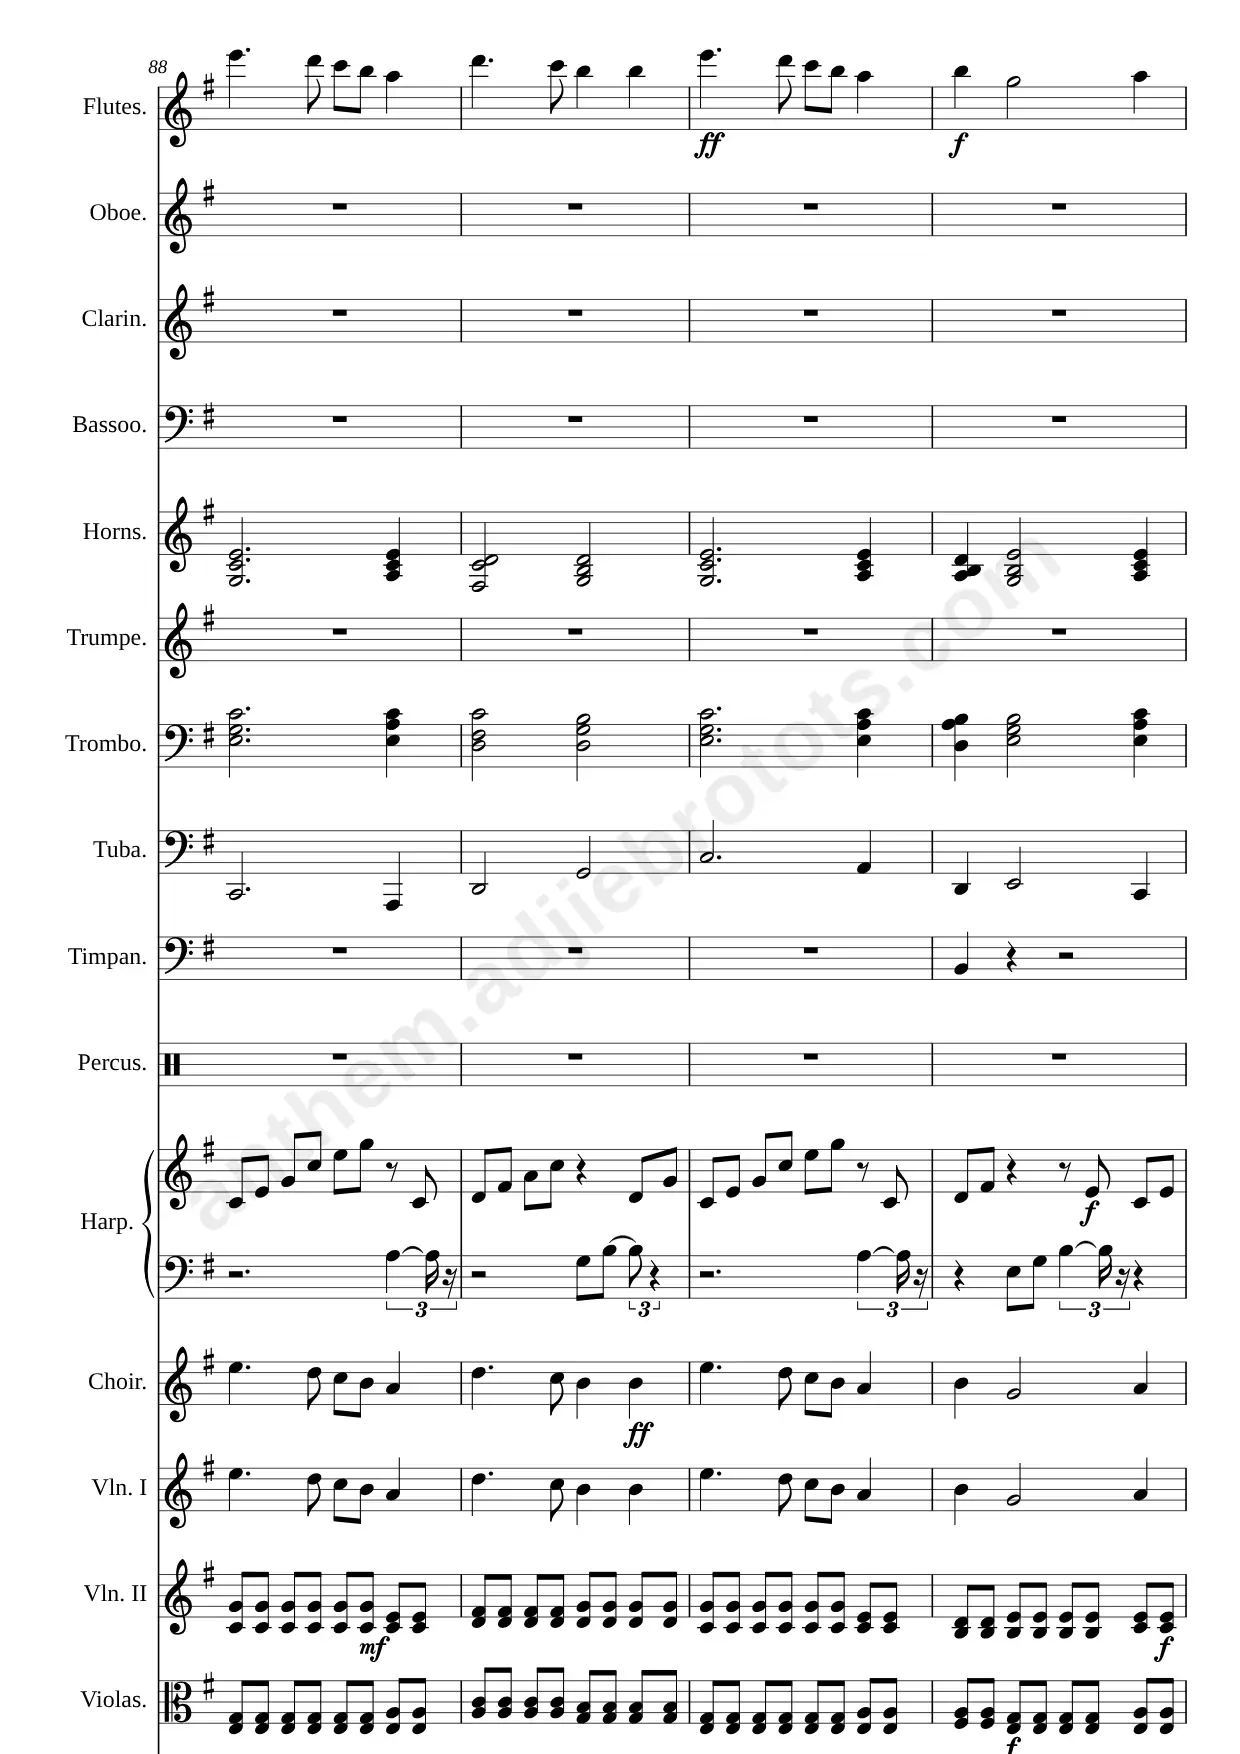 88
Flutes.
ff
f
Oboe.
Clarin.
Bassoo.
Horns.
Trumpe.
Trombo.
Tuba.
Timpan.
Percus.
Harp.
f
3
3
3
3
Choir.
ff
Vln. I
Vln. II
mf
f
Violas.
f
anthem.adjiebrotots.com